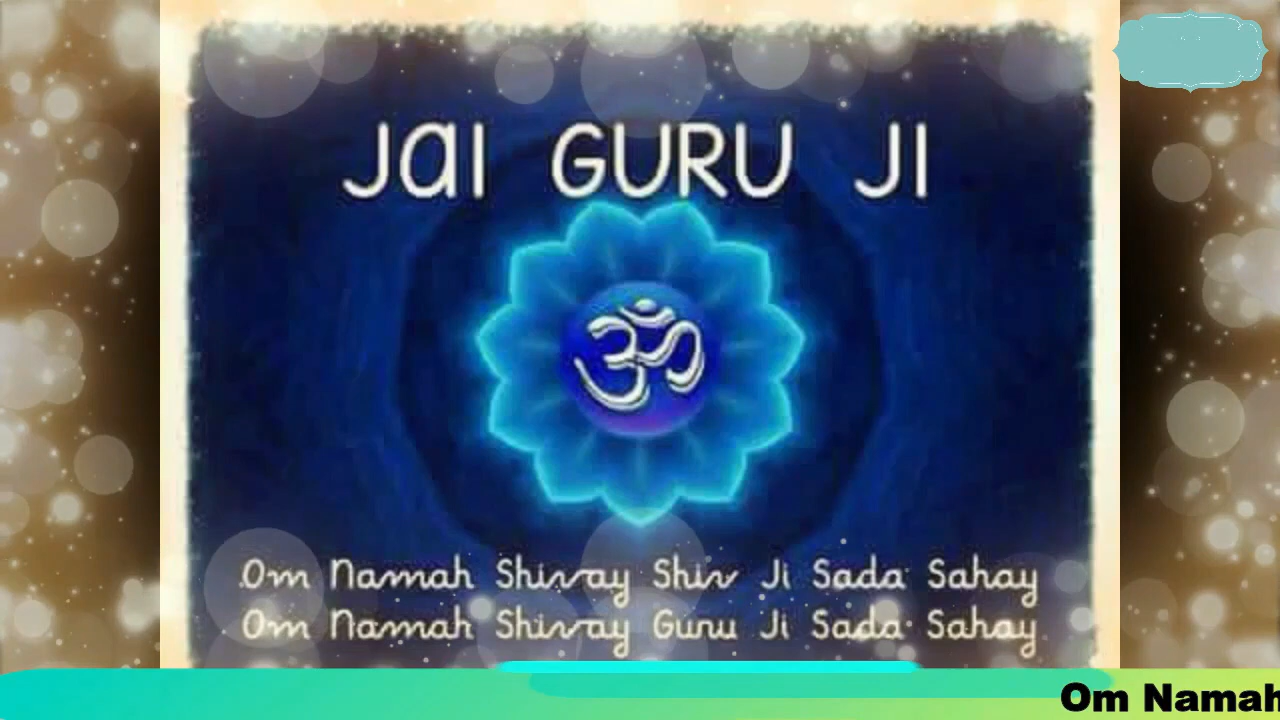 Jai GURU JI
ॐ
Om Namah Shivay Shiv Ji Sada Sahay
Om Namah Shivay Guru Ji Sada Sahay
Om Namah